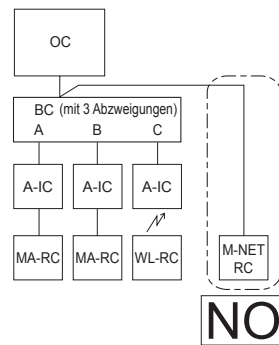 OC
BC (mit 3 Abzweigungen)
A B C
A-IC A-IC A-IC
MA-RC MA-RC WL-RC
M-NET
RC
NO